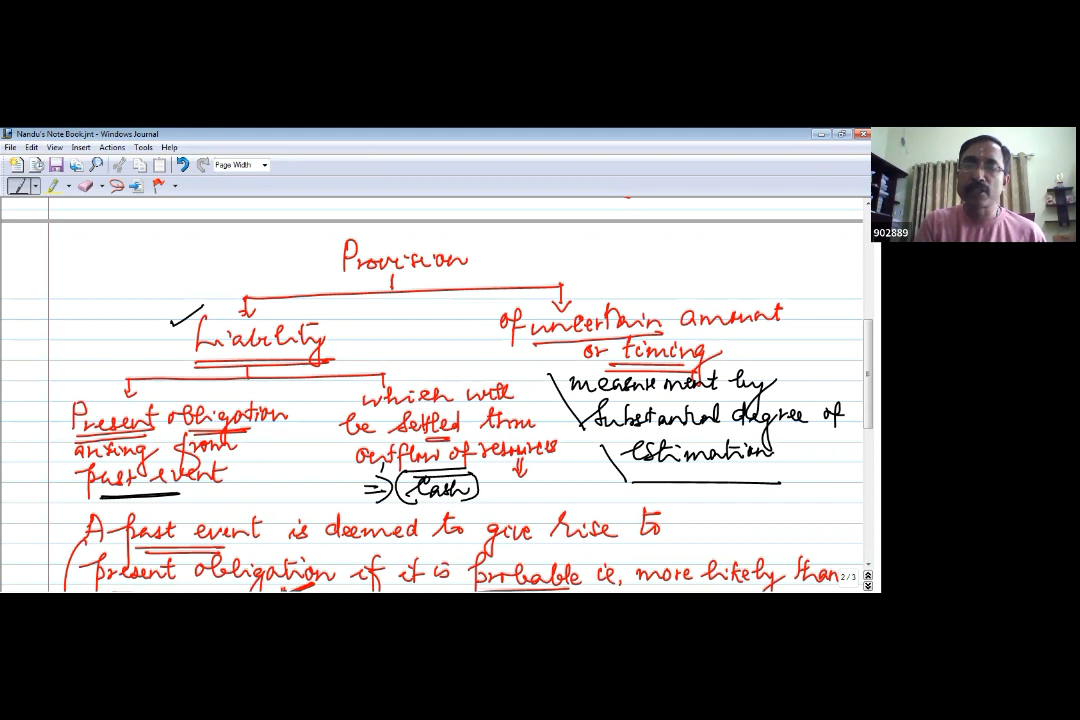 Nandu's Note Book.jnt - Windows Journal
File Edit View Insert Actions Tools Help
Page Width
902889
Provision
Liability
of uncertain amount
or timing
Present obligation
arising from
past event
which will
be settled thro
outflow of resources
=> Cash
measurement by
substantial degree of
estimation.
A past event is deemed to give rise to
present obligation if it is probable ie, more likely than
2 / 3